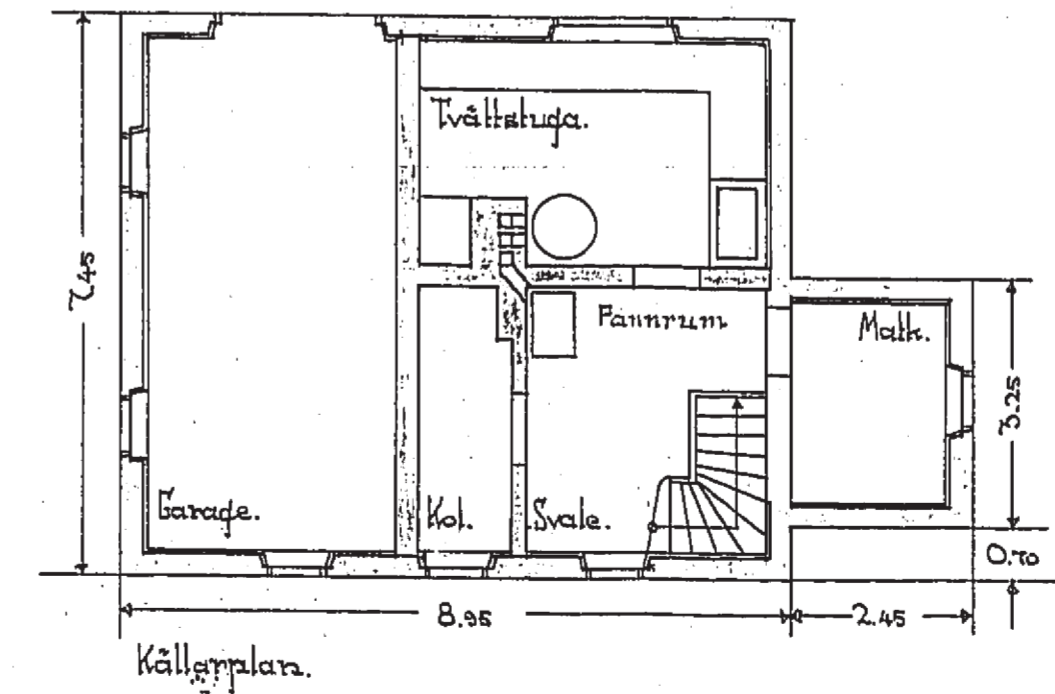 Tvättstuga.
7.45
Pannrum
Matk.
3.25
Garage.
Kol.
Svale.
0.70
8.95
2.45
Källarplan.